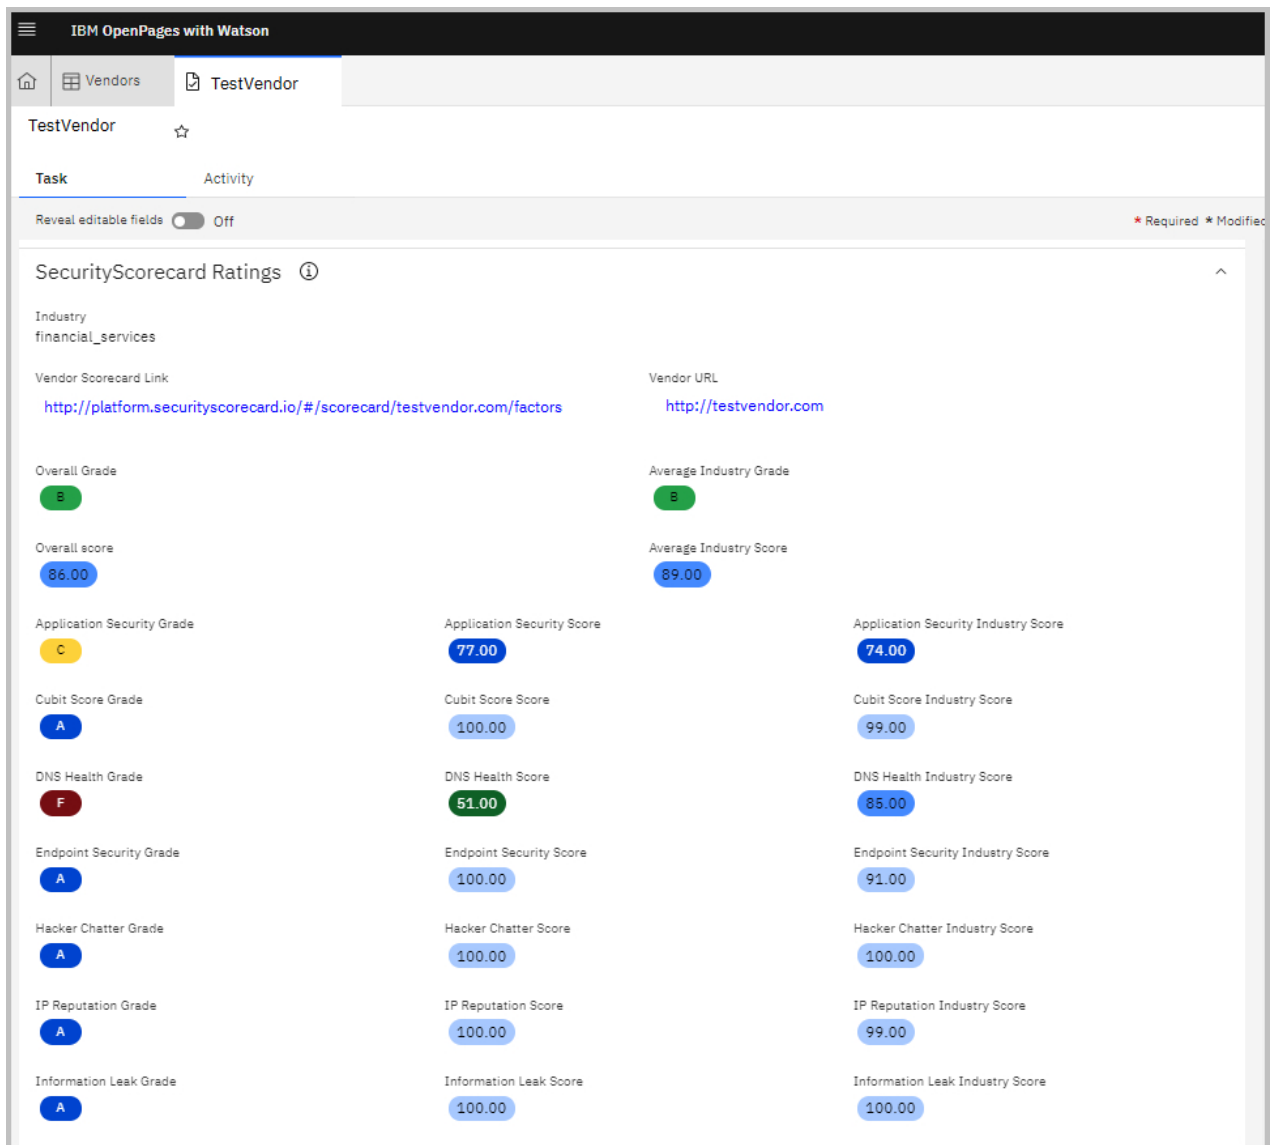 IBM OpenPages with Watson
Vendors TestVendor
TestVendor
Task Activity
Reveal editable fields Off * Required * Modified
SecurityScorecard Ratings
Industry
financial_services
Vendor Scorecard Link Vendor URL
http://platform.securityscorecard.io/#/scorecard/testvendor.com/factors http://testvendor.com
Overall Grade Average Industry Grade
B B
Overall score Average Industry Score
86.00 89.00
Application Security Grade Application Security Score Application Security Industry Score
C 77.00 74.00
Cubit Score Grade Cubit Score Score Cubit Score Industry Score
A 100.00 99.00
DNS Health Grade DNS Health Score DNS Health Industry Score
F 51.00 85.00
Endpoint Security Grade Endpoint Security Score Endpoint Security Industry Score
A 100.00 91.00
Hacker Chatter Grade Hacker Chatter Score Hacker Chatter Industry Score
A 100.00 100.00
IP Reputation Grade IP Reputation Score IP Reputation Industry Score
A 100.00 99.00
Information Leak Grade Information Leak Score Information Leak Industry Score
A 100.00 100.00